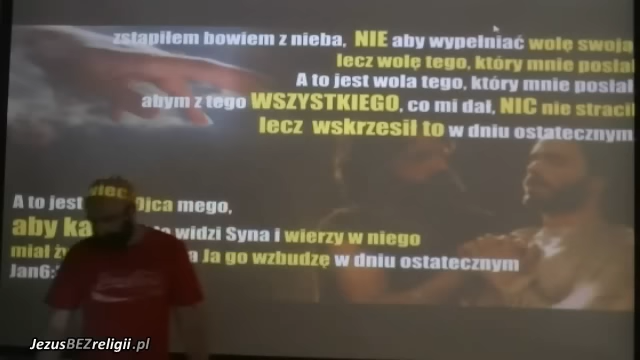 zstąpiłem bowiem z nieba, NIE aby wypełniać wolę swoją
lecz wolę tego, który mnie posłał
A to jest wola tego, który mnie posłał
abym z tego WSZYSTKIEGO, co mi dał, NIC nie stracił
lecz wskrzesił to w dniu ostatecznym
A to jest Ojca mego,
aby ka widzi Syna i wierzy w niego
miał ży a Ja go wzbudzę w dniu ostatecznym
Jan6:
JezusBEZreligii.pl